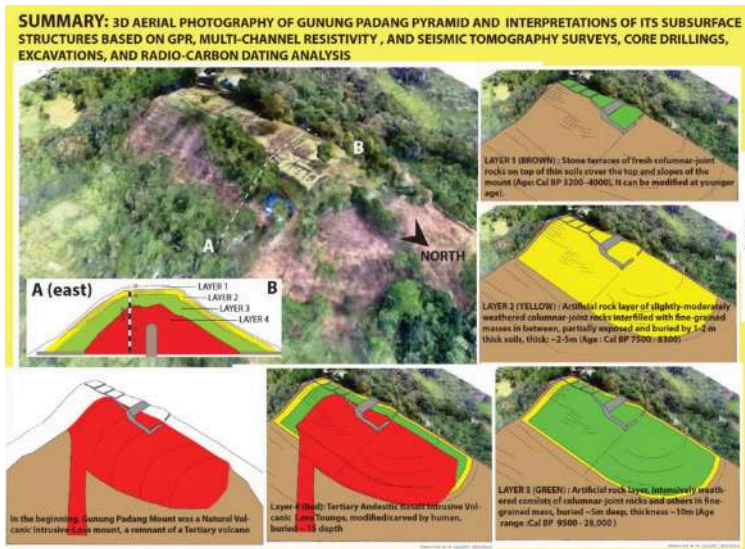 SUMMARY: 3D AERIAL PHOTOGRAPHY OF GUNUNG PADANG PYRAMID AND INTERPRETATIONS OF ITS SUBSURFACE
STRUCTURES BASED ON GPR, MULTI-CHANNEL RESISTIVITY , AND SEISMIC TOMOGRAPHY SURVEYS, CORE DRILLINGS,
EXCAVATIONS, AND RADIO-CARBON DATING ANALYSIS
B
A
NORTH
A (east)
B
LAYER 1
LAYER 2
LAYER 3
LAYER 4
LAYER 1 (BROWN) : Stone terraces of fresh columnar-joint
rocks on top of thin soils cover the top and slopes of the
mount (Age: Cal BP 3200 -4000), It can be modified at younger
age).
LAYER 2 (YELLOW) : Artificial rock layer of slightly-moderately
weathered columnar-joint rocks interfilled with fine-grained
masses in between, partially exposed and buried by 1-2 m
thick soils, thick: ~2-5m (Age : Cal BP 7500 - 8300)
In the beginning, Gunung Padang Mount was a Natural Vol-
canic Intrusive-Lava mount, a remnant of a Tertiary volcano
Layer 4 (Red): Tertiary Andesitic Basalt Intrusive Vol-
canic Lava Tounge, modified/carved by human,
buried ~15 depth
LAYER 3 (GREEN) : Artificial rock layer, Intensively weath-
ered consists of columnar-joint rocks and others in fine-
grained mass, buried ~5m deep, thickness ~10m (Age
range :Cal BP 9500 - 28,000 )